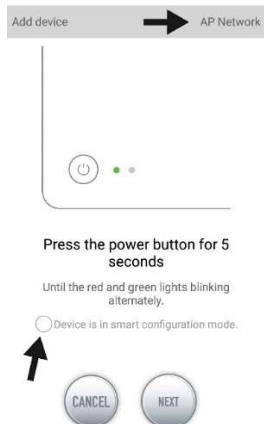 Add device AP Network
Press the power button for 5
seconds
Until the red and green lights blinking
alternately.
Device is in smart configuration mode.
CANCEL NEXT